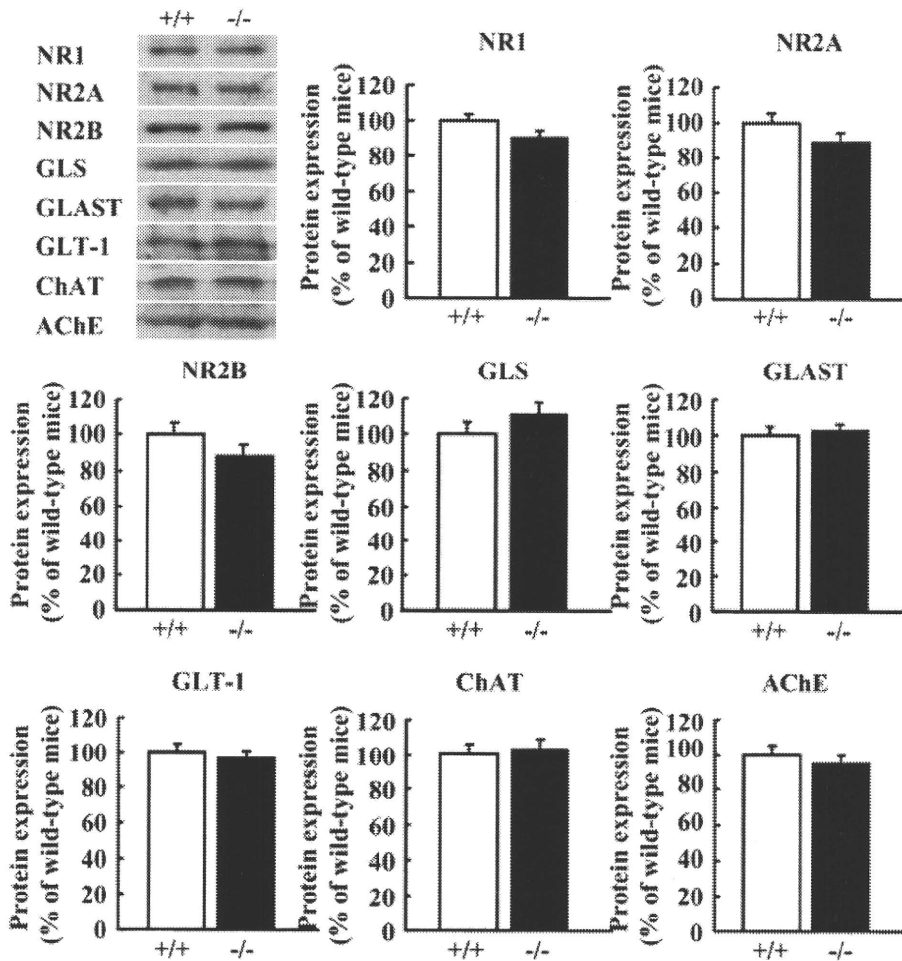 +/+ -/-
NR1
NR2A
NR2B
GLS
GLAST
GLT-1
ChAT
AChE
NR1
Protein expression
(% of wild-type mice)
120
100
80
60
40
20
0
+/+ -/-
NR2A
Protein expression
(% of wild-type mice)
120
100
80
60
40
20
0
+/+ -/-
NR2B
Protein expression
(% of wild-type mice)
120
100
80
60
40
20
0
+/+ -/-
GLS
Protein expression
(% of wild-type mice)
120
100
80
60
40
20
0
+/+ -/-
GLAST
Protein expression
(% of wild-type mice)
120
100
80
60
40
20
0
+/+ -/-
GLT-1
Protein expression
(% of wild-type mice)
120
100
80
60
40
20
0
+/+ -/-
ChAT
Protein expression
(% of wild-type mice)
120
100
80
60
40
20
0
+/+ -/-
AChE
Protein expression
(% of wild-type mice)
120
100
80
60
40
20
0
+/+ -/-